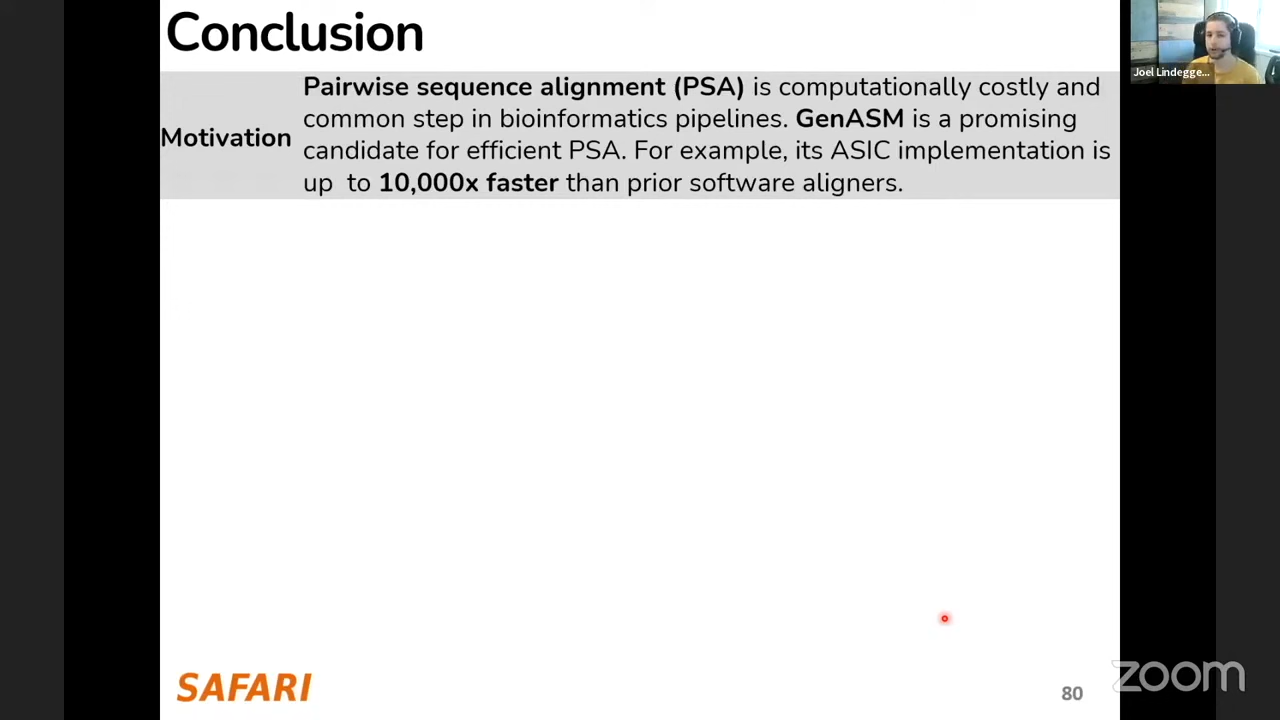 Conclusion
Pairwise sequence alignment (PSA) is computationally costly and
common step in bioinformatics pipelines. GenASM is a promising
Motivation
candidate for efficient PSA. For example, its ASIC implementation is
up to 10,000x faster than prior software aligners.
Joel Lindegge...
SAFARI
80
zoom